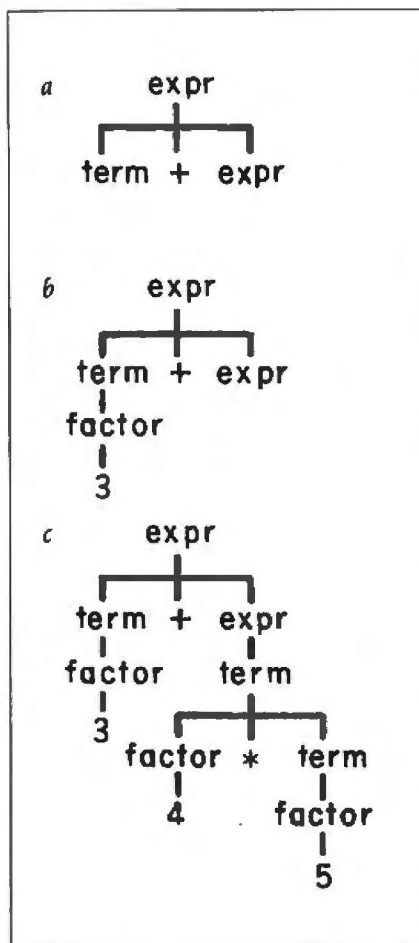 a expr
term + expr
b expr
term + expr
factor
3
c expr
term + expr
factor term
3
factor * term
4 factor
5